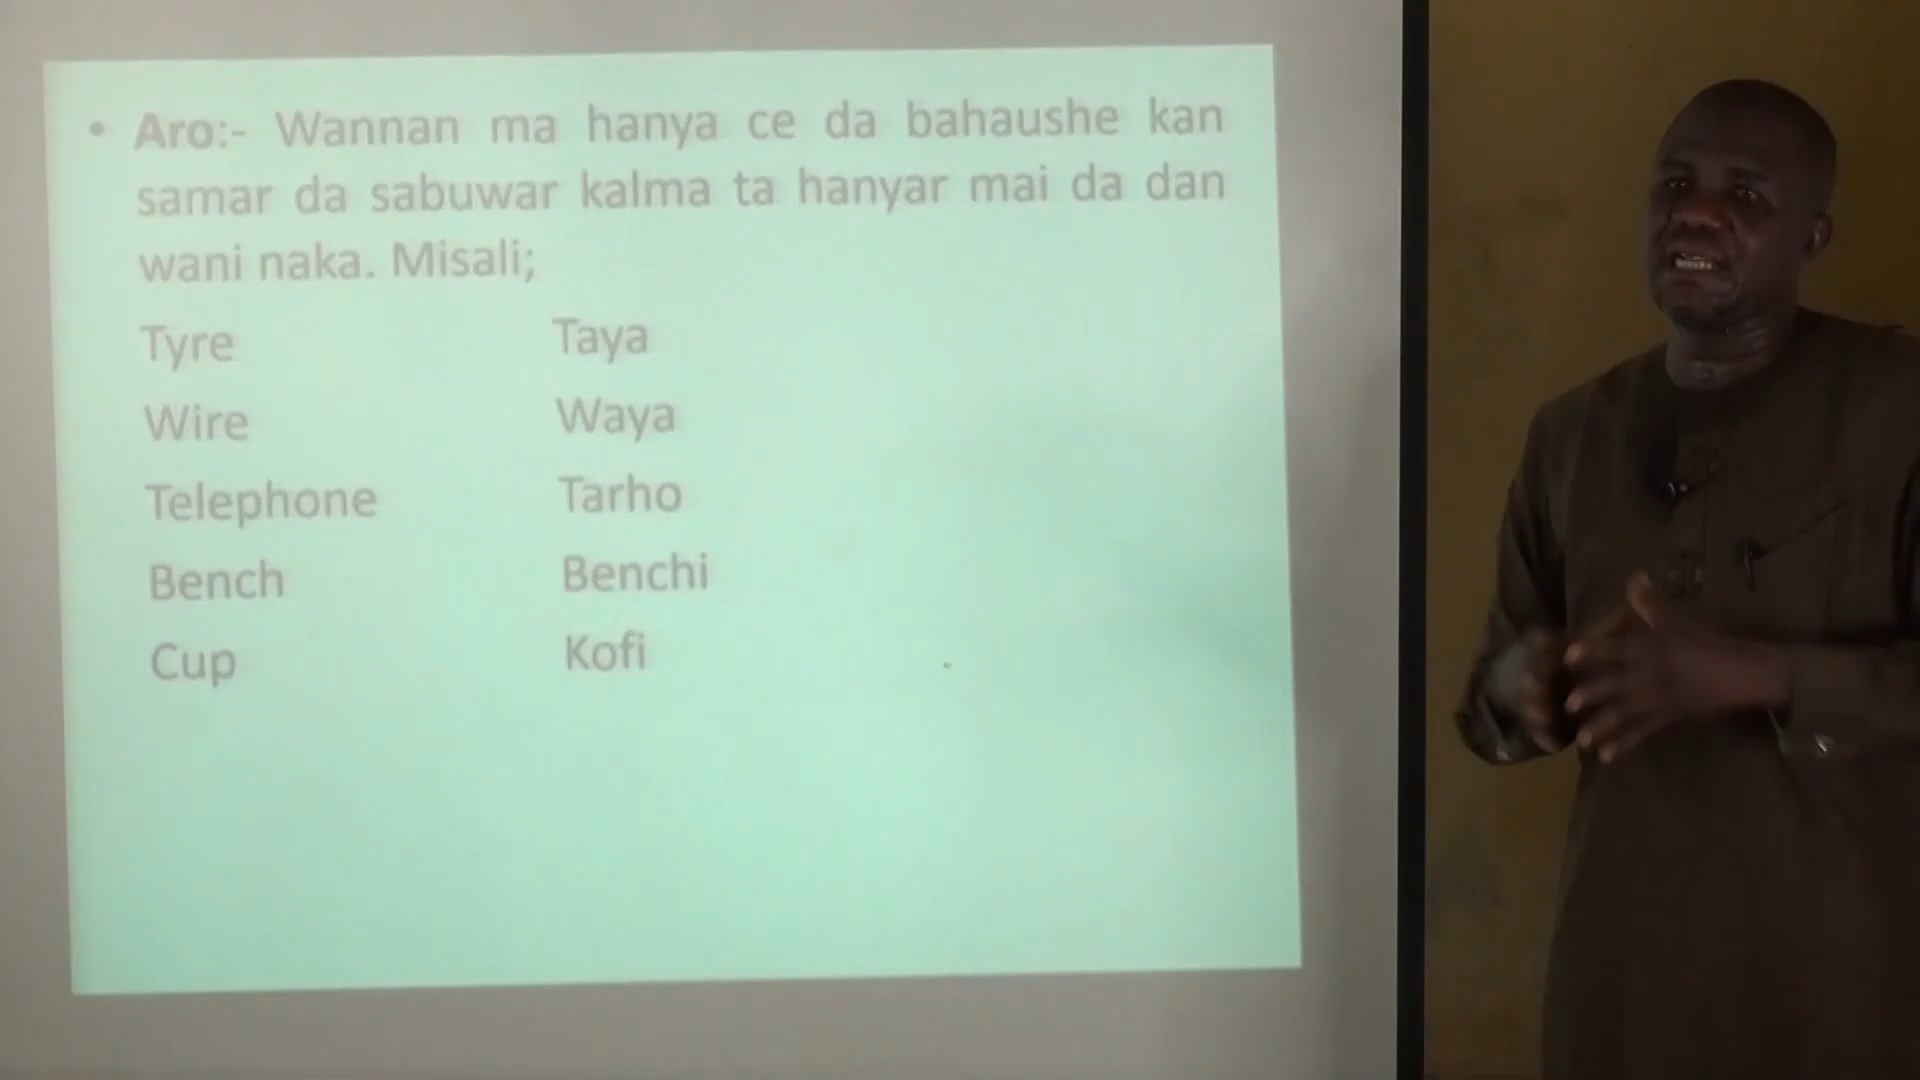 • Aro:- Wannan ma hanya ce da bahaushe kan
samar da sabuwar kalma ta hanyar mai da dan
wani naka. Misali;
Tyre Taya
Wire Waya
Telephone Tarho
Bench Benchi
Cup Kofi